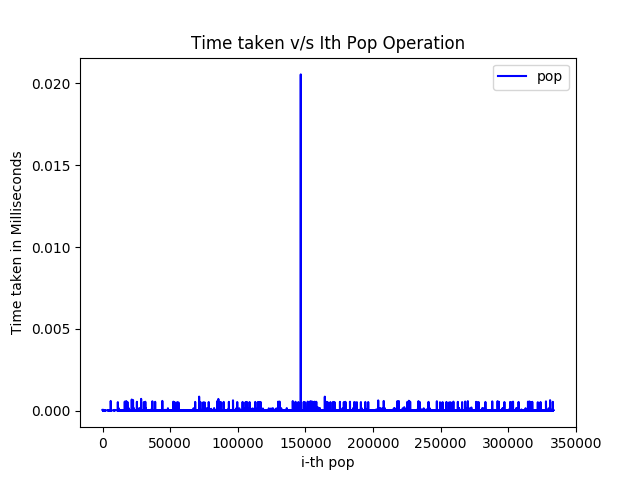 Time taken v/s Ith Pop Operation
pop
0.020
0.015
0.010
0.005
0.000
Time taken in Milliseconds
0 50000 100000 150000 200000 250000 300000 350000
i-th pop